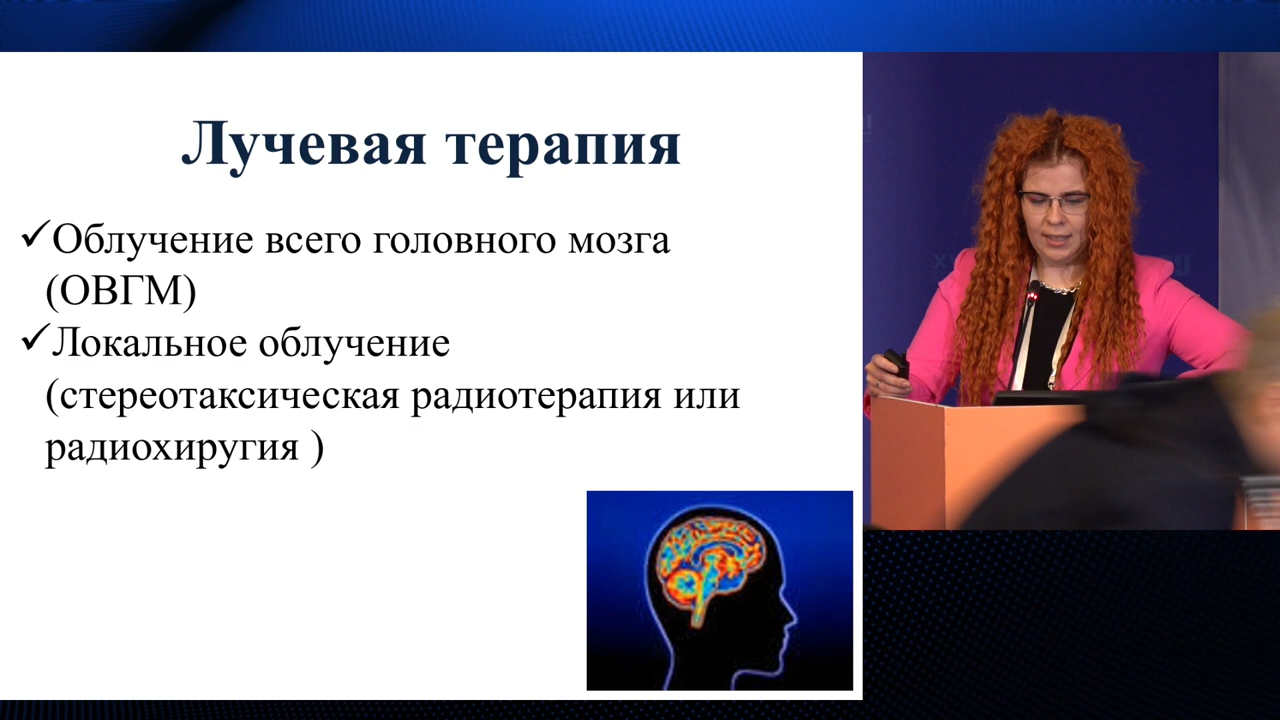 Лучевая терапия
✓Облучение всего головного мозга
(ОВГМ)
✓Локальное облучение
(стереотаксическая радиотерапия или
радиохиругия )